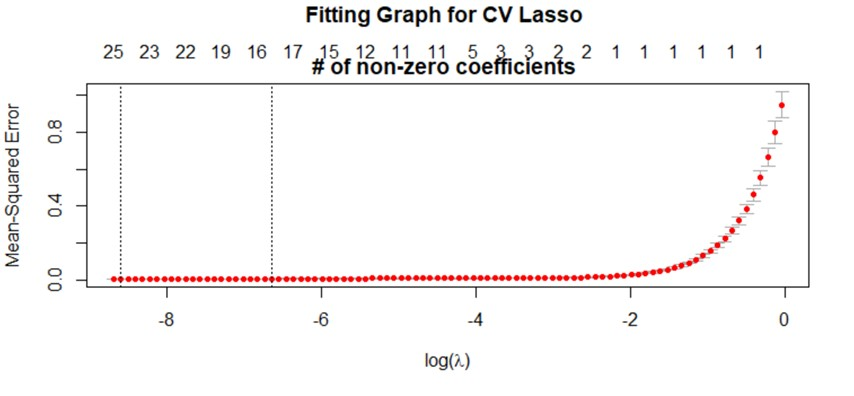 Fitting Graph for CV Lasso
25 23 22 19 16 17 15 12 11 11 5 3 3 2 2 1 1 1 1 1 1
# of non-zero coefficients
Mean-Squared Error
0.8
0.4
0.0
-8 -6 -4 -2 0
log(λ)